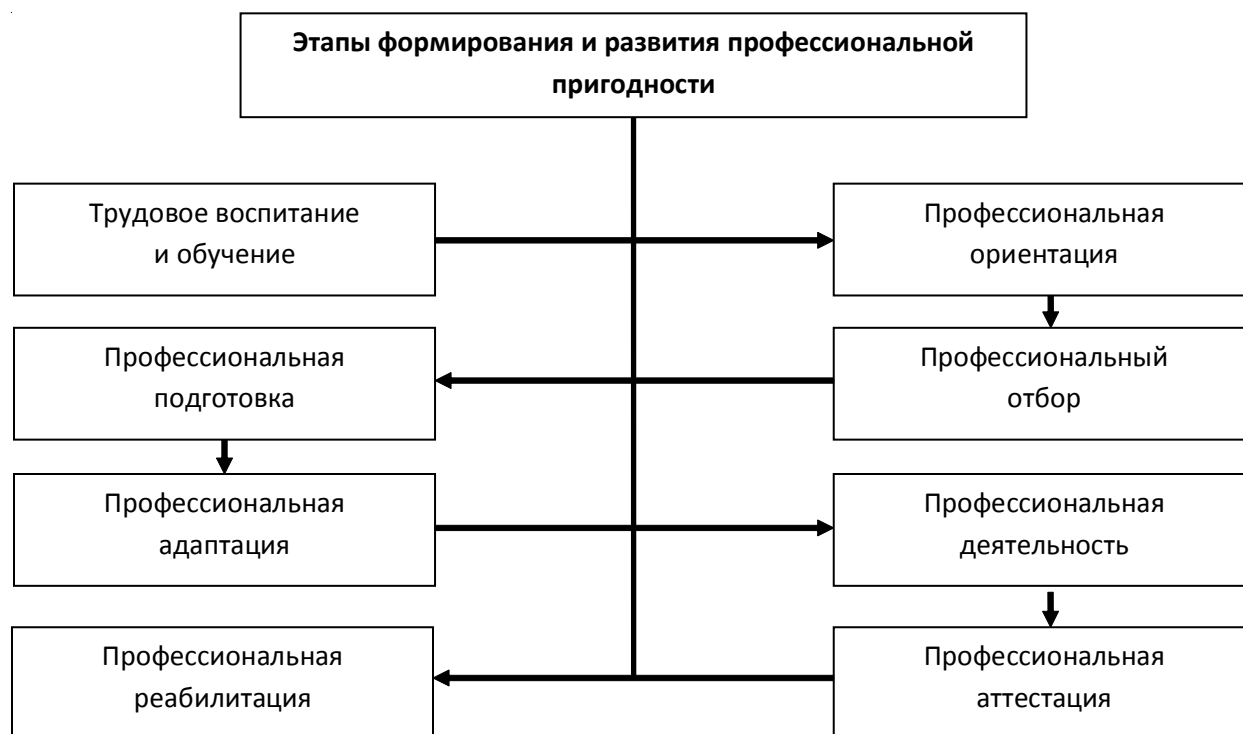 Этапы формирования и развития профессиональной
пригодности
Трудовое воспитание
и обучение
Профессиональная
ориентация
Профессиональная
подготовка
Профессиональный
отбор
Профессиональная
адаптация
Профессиональная
деятельность
Профессиональная
реабилитация
Профессиональная
аттестация